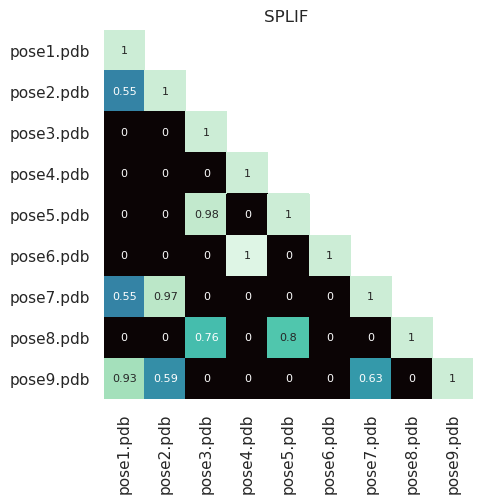 SPLIF
pose1.pdb 1
pose2.pdb 0.55 1
pose3.pdb 0 0 1
pose4.pdb 0 0 0 1
pose5.pdb 0 0 0.98 0 1
pose6.pdb 0 0 0 1 0 1
pose7.pdb 0.55 0.97 0 0 0 0 1
pose8.pdb 0 0 0.76 0 0.8 0 0 1
pose9.pdb 0.93 0.59 0 0 0 0 0.63 0 1
pose1.pdb pose2.pdb pose3.pdb pose4.pdb pose5.pdb pose6.pdb pose7.pdb pose8.pdb pose9.pdb